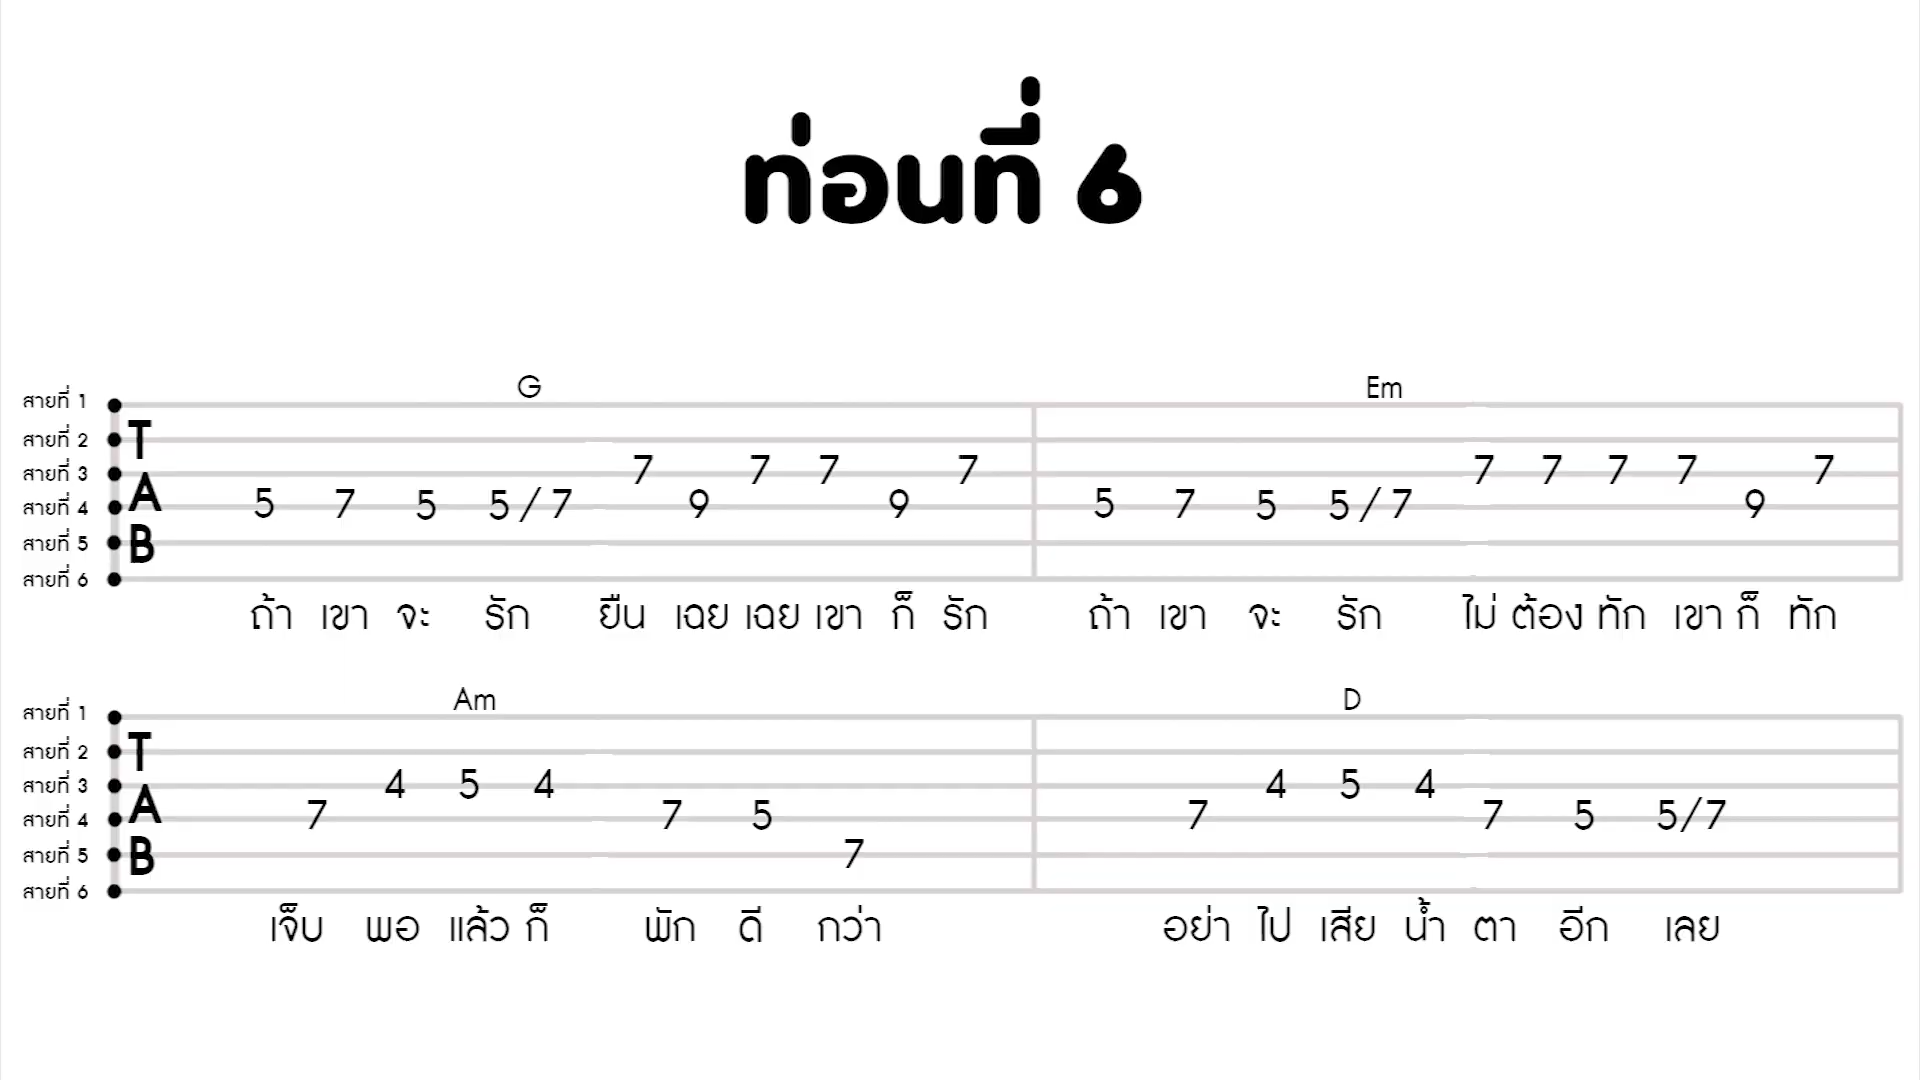 ท่อนที่ 6
G Em
สายที่ 1
สายที่ 2
สายที่ 3
สายที่ 4
สายที่ 5
สายที่ 6
T
A
B
7 9 7 7 9 7 7 7 7 7 9 7
5 7 5 5 / 7 5 7 5 5 / 7
ถ้า เขา จะ รัก ยืน เฉย เฉย เขา ก็ รัก ถ้า เขา จะ รัก ไม่ ต้อง ทัก เขา ก็ ทัก
Am D
สายที่ 1
สายที่ 2
สายที่ 3
สายที่ 4
สายที่ 5
สายที่ 6
T
A
B
4 5 4 4 5 4
7 7 5 7 7 5 5/7
7
เจ็บ พอ แล้ว ก็ พัก ดี กว่า อย่า ไป เสีย น้ำ ตา อีก เลย